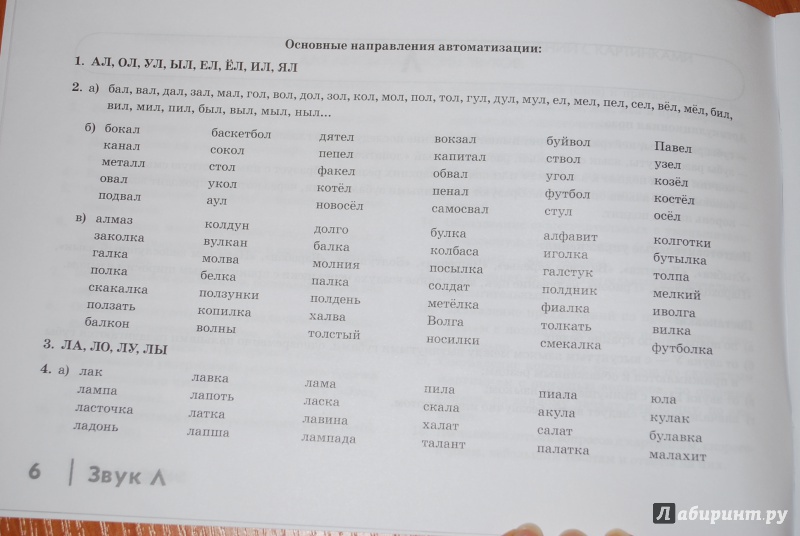 Основные направления автоматизации:
1. АЛ, ОЛ, УЛ, ЫЛ, ЕЛ, ЁЛ, ИЛ, ЯЛ
2. а) бал, вал, дал, зал, мал, гол, вол, дол, зол, кол, мол, пол, тол, гул, дул, мул, ел, мел, пел, сел, вёл, мёл, бил,
вил, мил, пил, был, выл, мыл, ныл...
б) бокал баскетбол дятел вокзал буйвол Павел
канал сокол пепел капитал ствол узел
металл стол факел обвал угол козёл
овал укол котёл пенал футбол костёл
подвал аул новосёл самосвал стул осёл
в) алмаз колдун долго булка алфавит колготки
заколка вулкан балка колбаса иголка бутылка
галка молва молния посылка галстук толпа
полка белка палка солдат полдник мелкий
скакалка ползунки полдень метёлка фиалка иволга
ползать копилка халва Волга толкать вилка
балкон волны толстый носилки смекалка футболка
3. ЛА, ЛО, ЛУ, ЛЫ
4. а) лак лавка лама пила пиала юла
лампа лапоть ласка скала акула кулак
ласточка латка лавина халат салат булавка
ладонь лапша лампада талант палатка малахит
6 | Звук Л
Лабиринт.ру